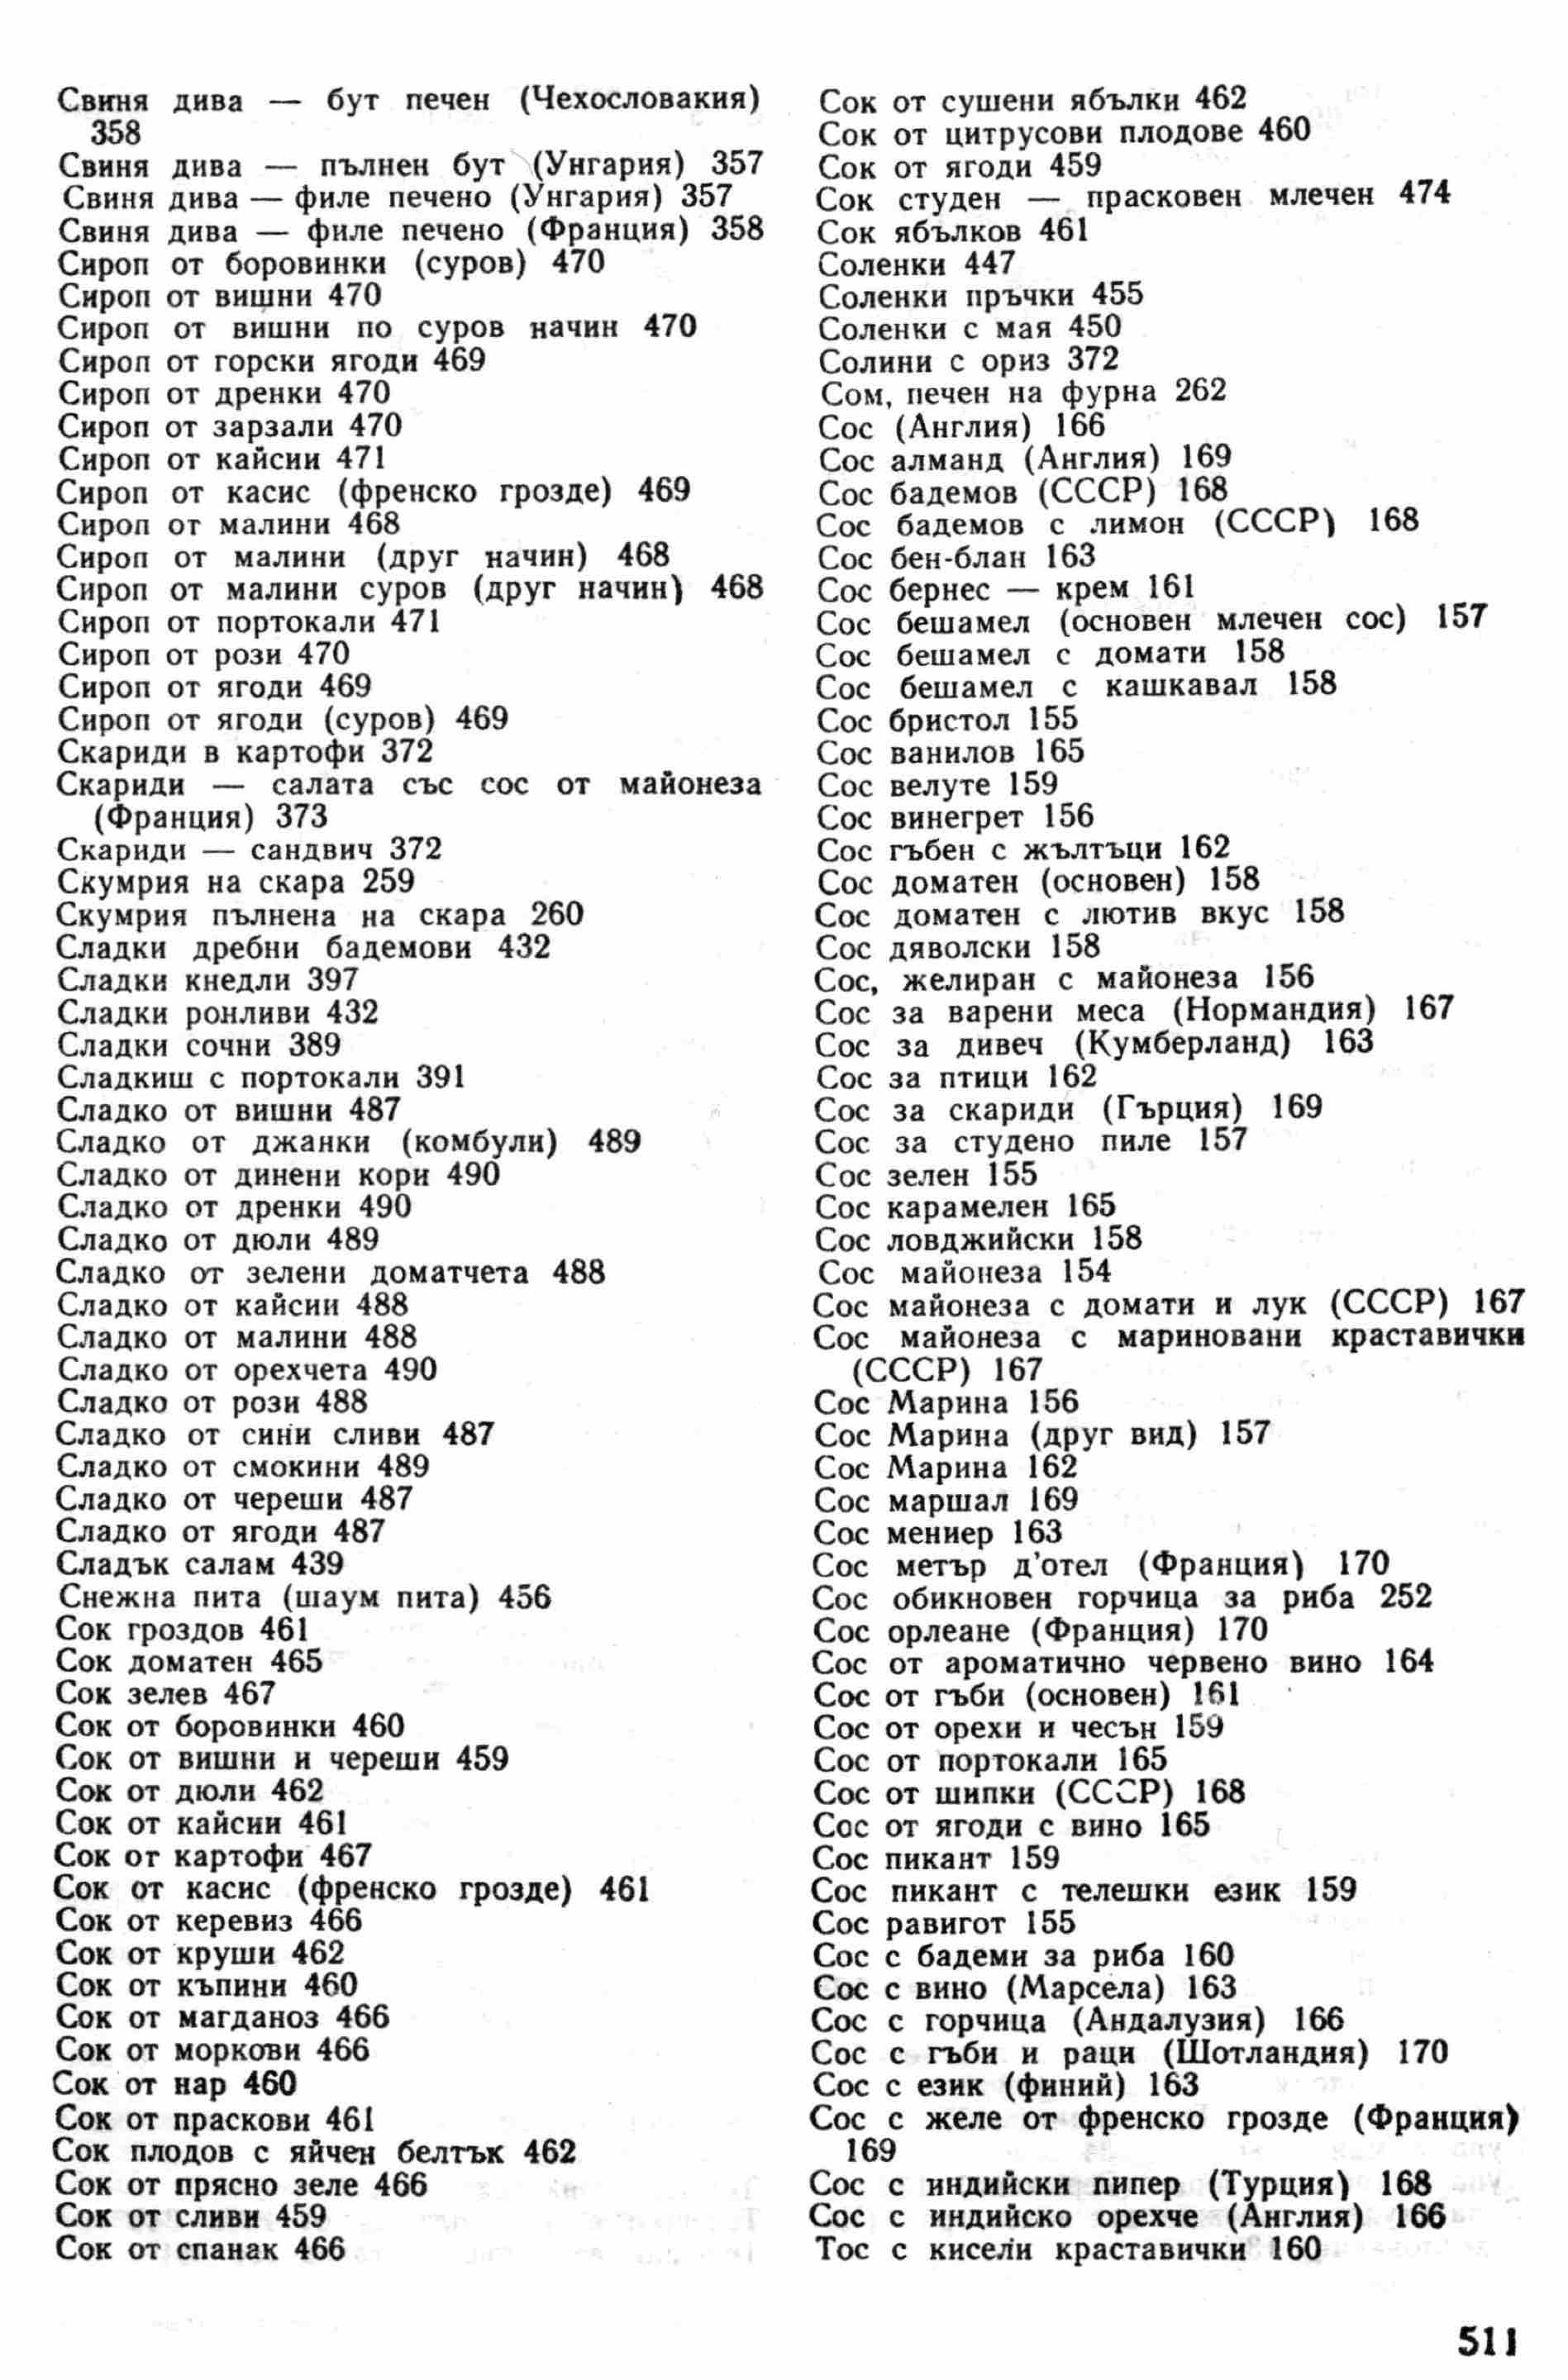 Свиня дива — бут печен (Чехословакия)
358
Свиня дива — пълнен бут (Унгария) 357
Свиня дива — филе печено (Унгария) 357
Свиня дива — филе печено (Франция) 358
Сироп от боровинки (суров) 470
Сироп от вишни 470
Сироп от вишни по суров начин 470
Сироп от горски ягоди 469
Сироп от дренки 470
Сироп от зарзали 470
Сироп от кайсии 471
Сироп от касис (френско грозде) 469
Сироп от малини 468
Сироп от малини (друг начин) 468
Сироп от малини суров (друг начин) 468
Сироп от портокали 471
Сироп от рози 470
Сироп от ягоди 469
Сироп от ягоди (суров) 469
Скариди в картофи 372
Скариди — салата със сос от майонеза
(Франция) 373
Скариди — сандвич 372
Скумрия на скара 259
Скумрия пълнена на скара 260
Сладки дребни бадемови 432
Сладки кнедли 397
Сладки ронливи 432
Сладки сочни 389
Сладкиш с портокали 391
Сладко от вишни 487
Сладко от джанки (комбули) 489
Сладко от динени кори 490
Сладко от дренки 490
Сладко от дюли 489
Сладко от зелени доматчета 488
Сладко от кайсии 488
Сладко от малини 488
Сладко от орехчета 490
Сладко от рози 488
Сладко от сини сливи 487
Сладко от смокини 489
Сладко от череши 487
Сладко от ягоди 487
Сладък салам 439
Снежна пита (шаум пита) 456
Сок гроздов 461
Сок доматен 465
Сок зелев 467
Сок от боровинки 460
Сок от вишни и череши 459
Сок от дюли 462
Сок от кайсии 461
Сок от картофи 467
Сок от касис (френско грозде) 461
Сок от керевиз 466
Сок от круши 462
Сок от къпини 460
Сок от магданоз 466
Сок от моркови 466
Сок от нар 460
Сок от праскови 461
Сок плодов с яйчен белтък 462
Сок от прясно зеле 466
Сок от сливи 459
Сок от спанак 466
Сок от сушени ябълки 462
Сок от цитрусови плодове 460
Сок от ягоди 459
Сок студен — прасковен млечен 474
Сок ябълков 461
Соленки 447
Соленки пръчки 455
Соленки с мая 450
Солини с ориз 372
Сом, печен на фурна 262
Сос (Англия) 166
Сос алманд (Англия) 169
Сос бадемов (СССР) 168
Сос бадемов с лимон (СССР) 168
Сос бен-блан 163
Сос бернес — крем 161
Сос бешамел (основен млечен сос) 157
Сос бешамел с домати 158
Сос бешамел с кашкавал 158
Сос бристол 155
Сос ванилов 165
Сос велуте 159
Сос винегрет 156
Сос гъбен с жълтъци 162
Сос доматен (основен) 158
Сос доматен с лютив вкус 158
Сос дяволски 158
Сос, желиран с майонеза 156
Сос за варени меса (Нормандия) 167
Сос за дивеч (Кумберланд) 163
Сос за птици 162
Сос за скариди (Гърция) 169
Сос за студено пиле 157
Сос зелен 155
Сос карамелен 165
Сос ловджийски 158
Сос майонеза 154
Сос майонеза с домати и лук (СССР) 167
Сос майонеза с мариновани краставички
(СССР) 167
Сос Марина 156
Сос Марина (друг вид) 157
Сос Марина 162
Сос маршал 169
Сос мениер 163
Сос метър д'отел (Франция) 170
Сос обикновен горчица за риба 252
Сос орлеане (Франция) 170
Сос от ароматично червено вино 164
Сос от гъби (основен) 161
Сос от орехи и чесън 159
Сос от портокали 165
Сос от шипки (СССР) 168
Сос от ягоди с вино 165
Сос пикант 159
Сос пикант с телешки език 159
Сос равигот 155
Сос с бадеми за риба 160
Сос с вино (Марсела) 163
Сос с горчица (Андалузия) 166
Сос с гъби и раци (Шотландия) 170
Сос с език (финий) 163
Сос с желе от френско грозде (Франция)
169
Сос с индийски пипер (Турция) 168
Сос с индийско орехче (Англия) 166
Тос с кисели краставички 160
511